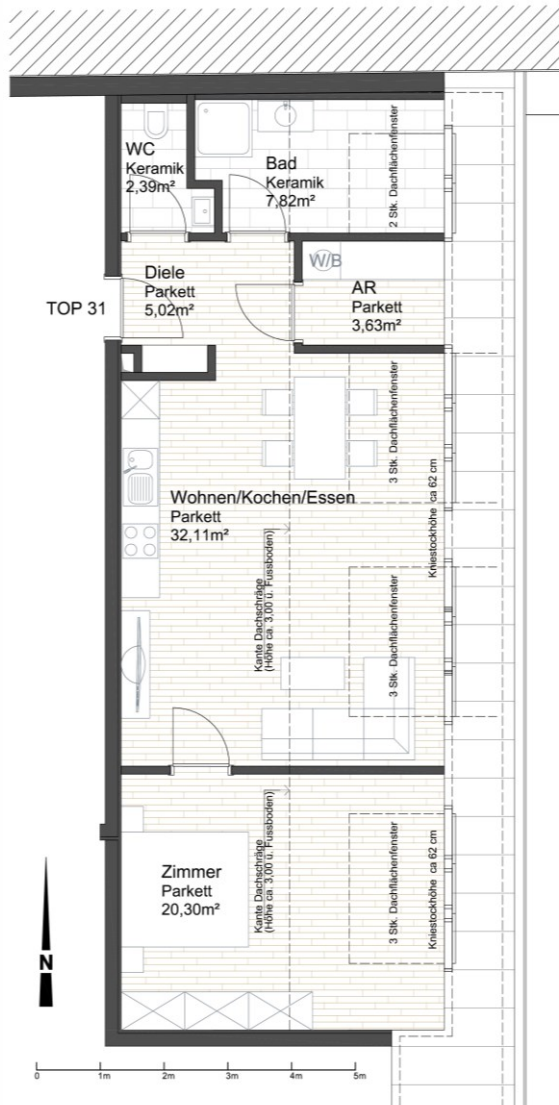 WC
Keramik
2,39m²
Bad
Keramik
7,82m²
2 Stk. Dachflächenfenster
Diele
Parkett
5,02m²
W/B
AR
Parkett
3,63m²
TOP 31
3 Stk. Dachflächenfenster
Kniestockhöhe ca 62 cm
Wohnen/Kochen/Essen
Parkett
32,11m²
Kante Dachschräge
(Höhe ca. 3,00 ü. Fussboden)
3 Stk. Dachflächenfenster
Zimmer
Parkett
20,30m²
Kante Dachschräge
(Höhe ca. 3,00 ü. Fussboden)
3 Stk. Dachflächenfenster
Kniestockhöhe ca 62 cm
N
0 1m 2m 3m 4m 5m